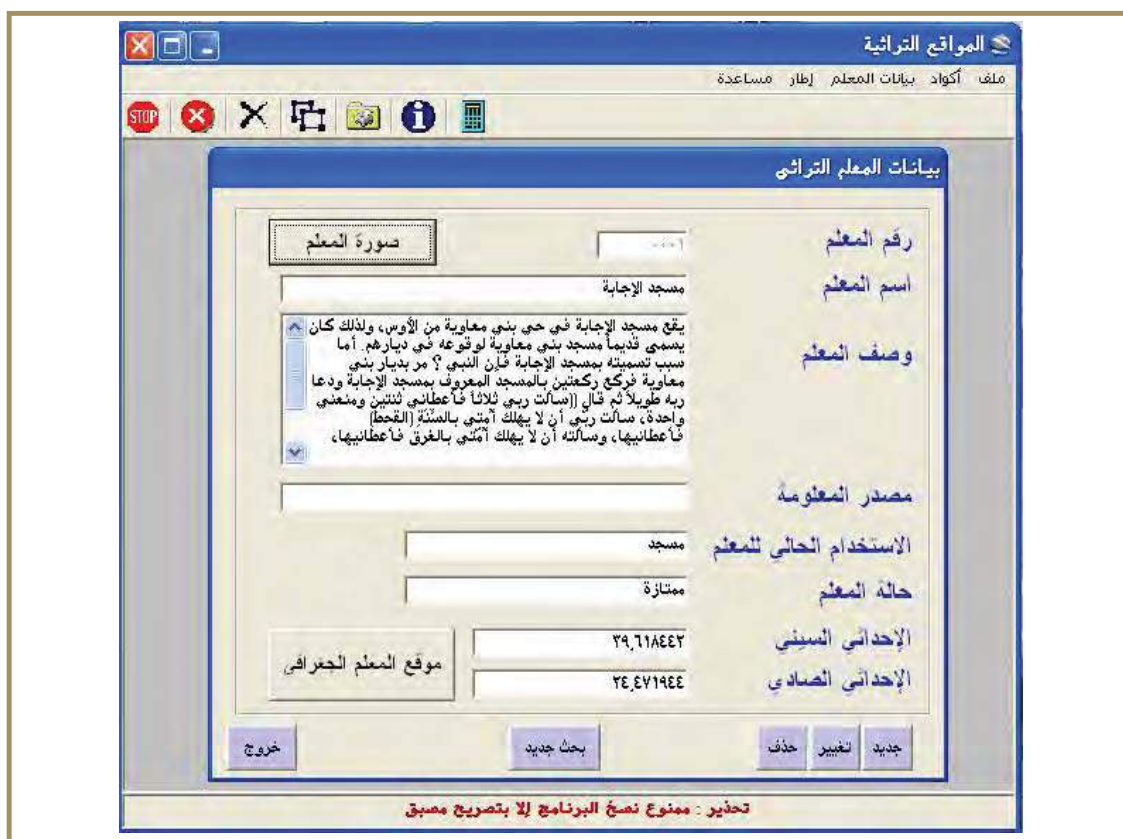 المواقع التراثية
ملف أكواد بيانات المعلم إطار مساعدة
STOP
بيانات المعلم التراثي
رقم المعلم
صورة المعلم
اسم المعلم مسجد الإجابة
وصف المعلم
يقع مسجد الإجابة في حي بني معاوية من الأوس، ولذلك كان
يسمى قديماً مسجد بني معاوية لوقوعه في ديارهم. أما
سبب تسميته بمسجد الإجابة فإن النبي ؟ مر بديار بني
معاوية فركع ركعتين بالمسجد المعروف بمسجد الإجابة ودعا
ربه طويلاً ثم قال ((سألت ربي ثلاثاً فأعطاني ثنتين ومنعني
واحدة، سألت ربّي أن لا يهلك أمّتي بالسَّنَةِ (القحط)
فأعطانيها، وسألته أن لا يهلك أمّتي بالغرق فأعطانيها،
مصدر المعلومة
الاستخدام الحالي للمعلم مسجد
حالة المعلم ممتازة
الإحداثي السيني ٣٩,٦١٨٤٤٢
موقع المعلم الجغرافي
الإحداثي الصادي ٢٤,٤٧١٩٤٤
جديد تغيير حذف بحث جديد خروج
تحذير : ممنوع نسخ البرنامج إلا بتصريح مسبق